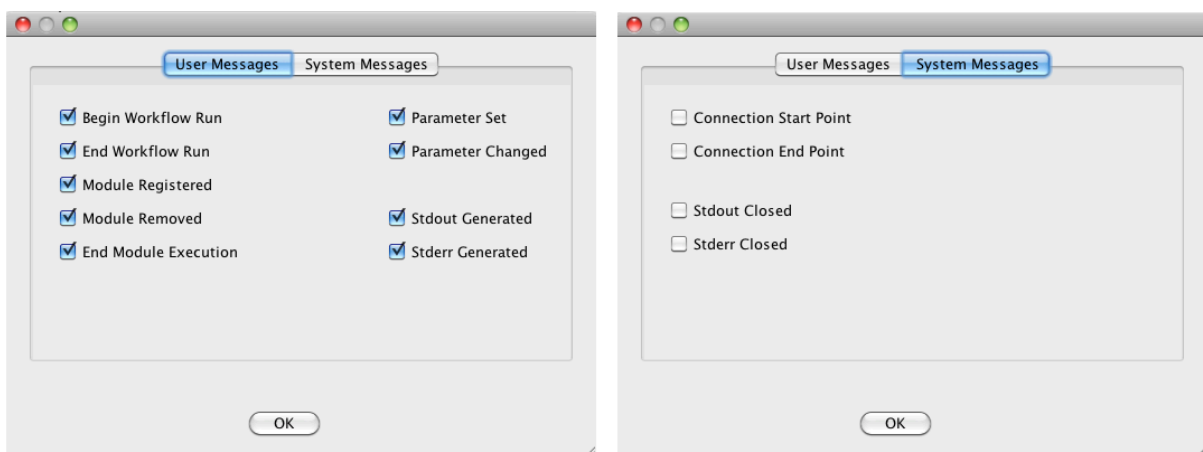 User Messages
System Messages
Begin Workflow Run
End Workflow Run
Module Registered
Module Removed
End Module Execution
Parameter Set
Parameter Changed
Stdout Generated
Stderr Generated
OK
User Messages
System Messages
Connection Start Point
Connection End Point
Stdout Closed
Stderr Closed
OK